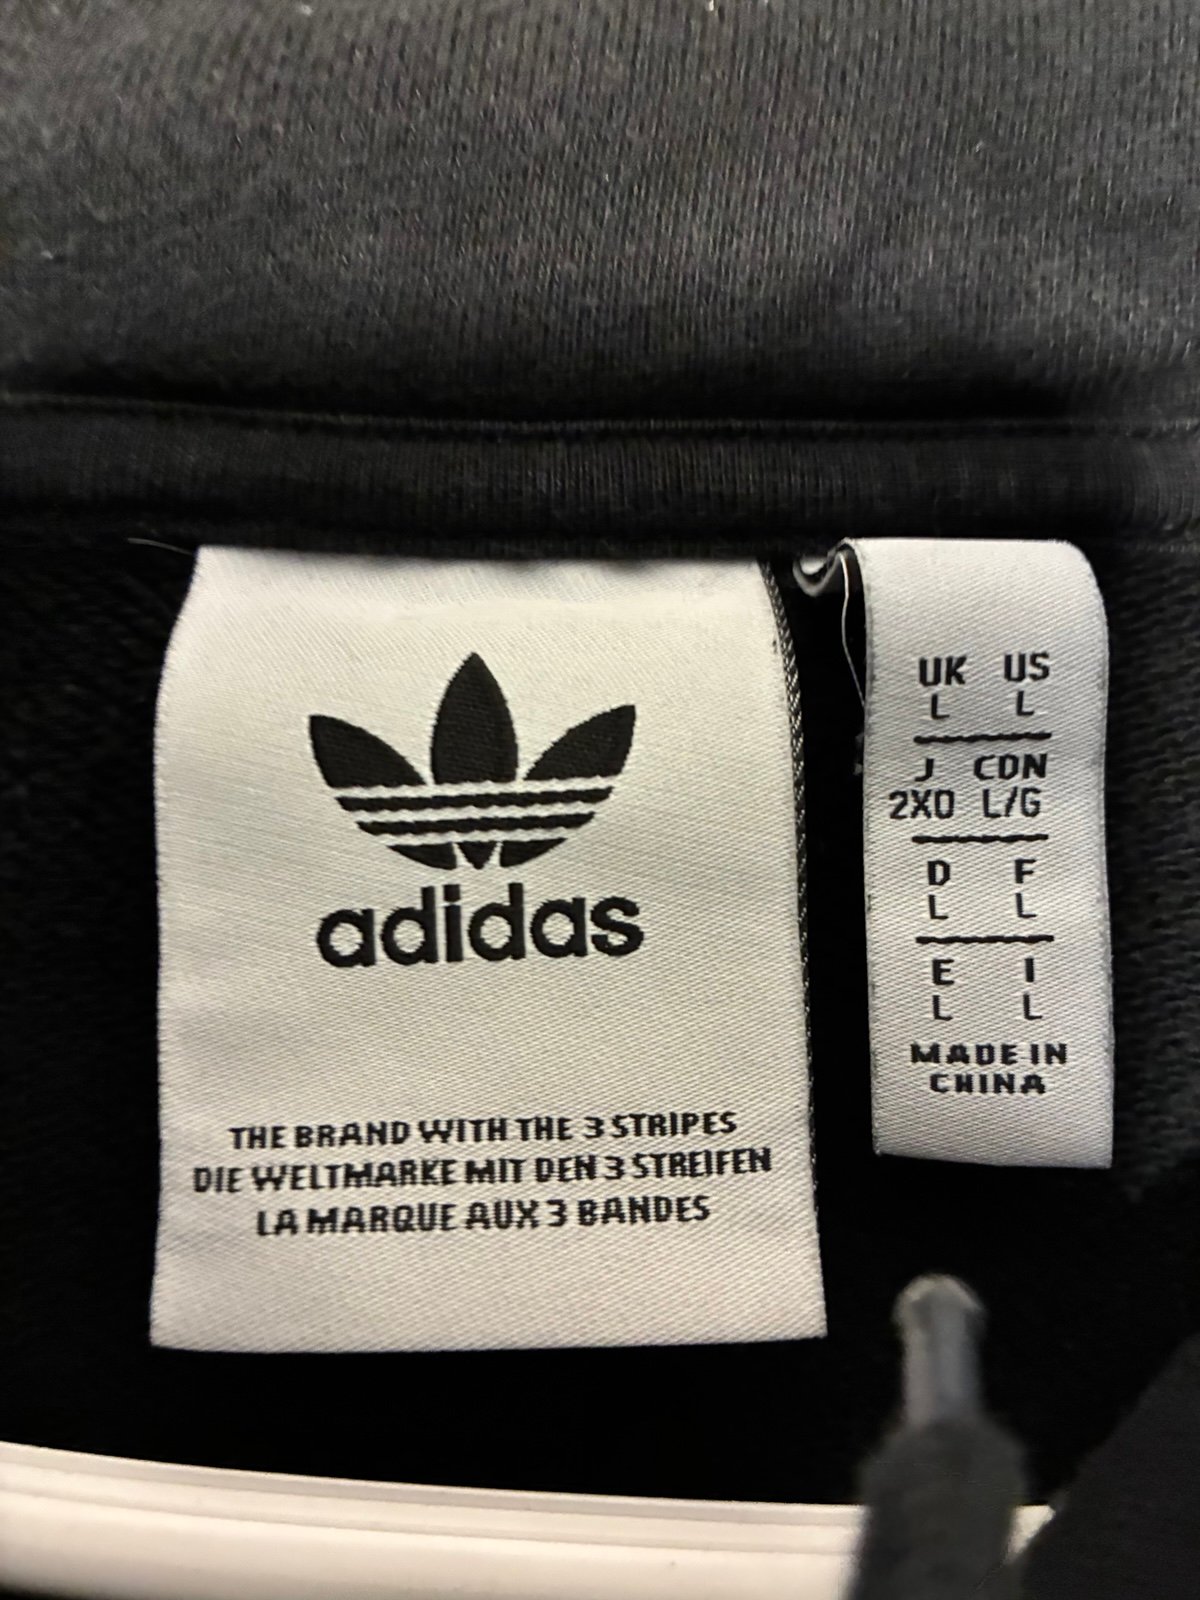 adidas
THE BRAND WITH THE 3 STRIPES
DIE WELTMARKE MIT DEN 3 STREIFEN
LA MARQUE AUX 3 BANDES
UK US
L L
J CDN
2XO L/G
D F
L L
E I
L L
MADE IN
CHINA